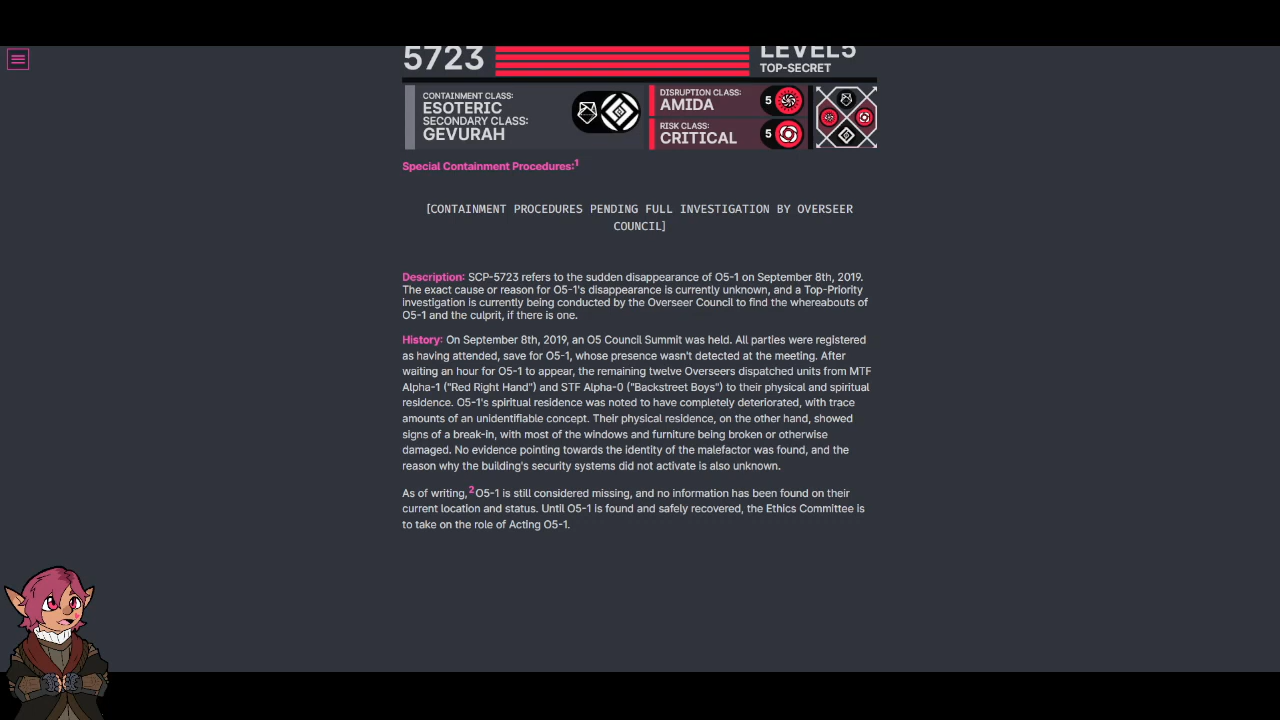 5723
LEVEL5
TOP-SECRET
CONTAINMENT CLASS:
ESOTERIC
SECONDARY CLASS:
GEVURAH
DISRUPTION CLASS:
AMIDA
5
RISK CLASS:
CRITICAL
5
Special Containment Procedures:1
[CONTAINMENT PROCEDURES PENDING FULL INVESTIGATION BY OVERSEER
COUNCIL]
Description: SCP-5723 refers to the sudden disappearance of O5-1 on September 8th, 2019.
The exact cause or reason for O5-1's disappearance is currently unknown, and a Top-Priority
investigation is currently being conducted by the Overseer Council to find the whereabouts of
O5-1 and the culprit, if there is one.
History: On September 8th, 2019, an O5 Council Summit was held. All parties were registered
as having attended, save for O5-1, whose presence wasn't detected at the meeting. After
waiting an hour for O5-1 to appear, the remaining twelve Overseers dispatched units from MTF
Alpha-1 ("Red Right Hand") and STF Alpha-0 ("Backstreet Boys") to their physical and spiritual
residence. O5-1's spiritual residence was noted to have completely deteriorated, with trace
amounts of an unidentifiable concept. Their physical residence, on the other hand, showed
signs of a break-in, with most of the windows and furniture being broken or otherwise
damaged. No evidence pointing towards the identity of the malefactor was found, and the
reason why the building's security systems did not activate is also unknown.
As of writing,2 O5-1 is still considered missing, and no information has been found on their
current location and status. Until O5-1 is found and safely recovered, the Ethics Committee is
to take on the role of Acting O5-1.